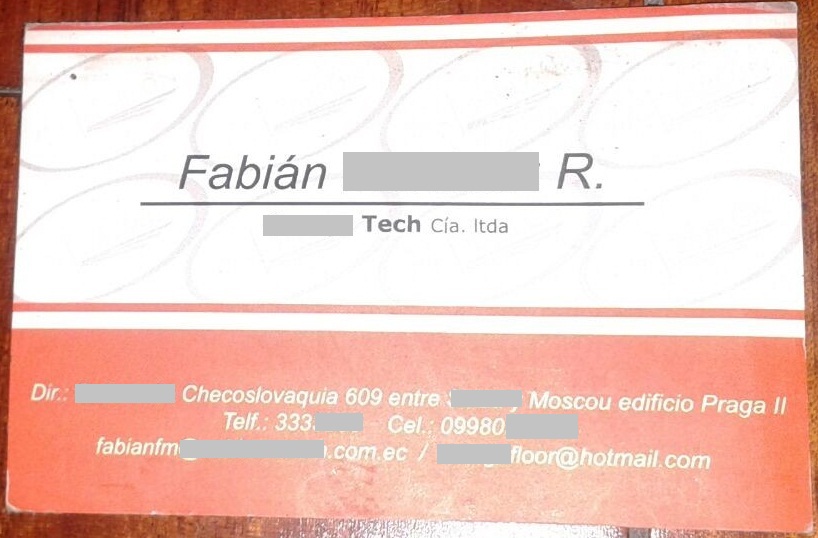 Fabián R.
Tech Cía. ltda
Dir.: Checoslovaquia 609 entre Moscou edificio Praga II
Telf.: 333 Cel.: 09980
fabianfm .com.ec / floor@hotmail.com